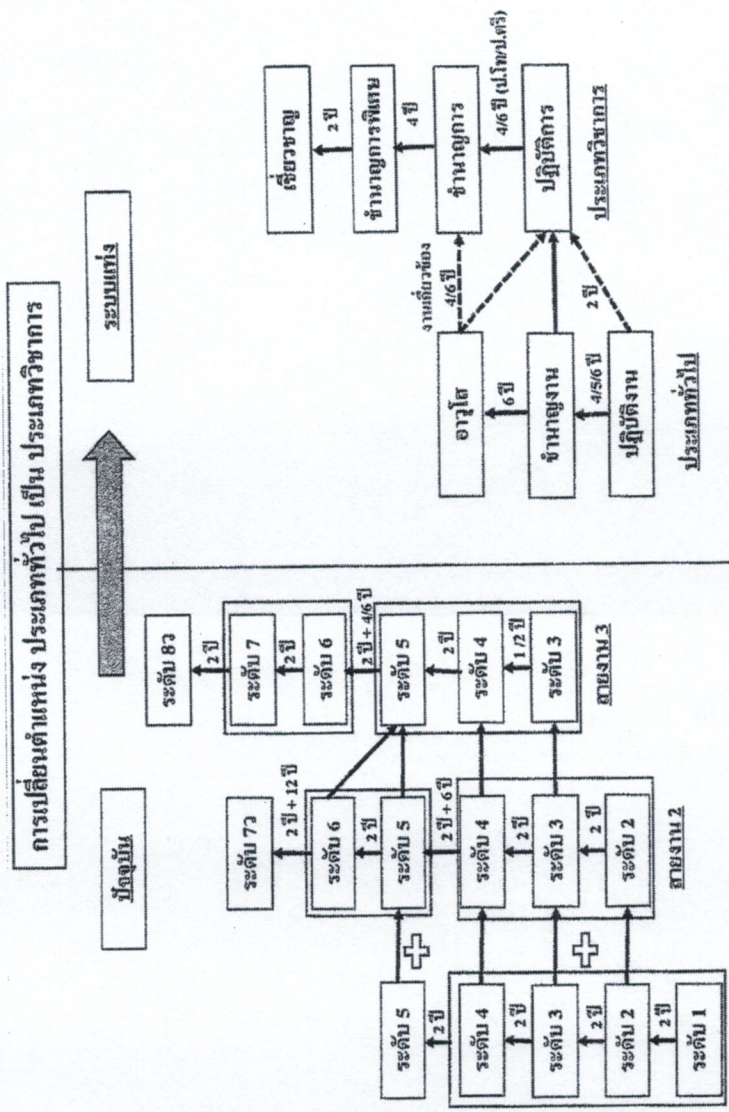 การเปลี่ยนตำแหน่ง ประเภททั่วไป เป็น ประเภทวิชาการ
ปัจจุบัน
ระบบแท่ง
ระดับ 5
2 ปี
ระดับ 4
2 ปี
ระดับ 3
2 ปี
ระดับ 2
2 ปี
ระดับ 1
ระดับ 7ว
2 ปี + 12 ปี
ระดับ 6
2 ปี
ระดับ 5
2 ปี + 6 ปี
ระดับ 4
2 ปี
ระดับ 3
2 ปี
ระดับ 2
สายงาน 2
ระดับ 8ว
2 ปี
ระดับ 7
2 ปี
ระดับ 6
2 ปี + 4/6 ปี
ระดับ 5
2 ปี
ระดับ 4
1/2 ปี
ระดับ 3
สายงาน 3
อาวุโส
6 ปี
ชำนาญงาน
4/5/6 ปี
ปฏิบัติงาน
ประเภททั่วไป
งานเกี่ยวข้อง
4/6 ปี
2 ปี
เชี่ยวชาญ
2 ปี
ชำนาญการพิเศษ
4 ปี
ชำนาญการ
4/6 ปี (ป.โท/ป.ตรี)
ปฏิบัติการ
ประเภทวิชาการ